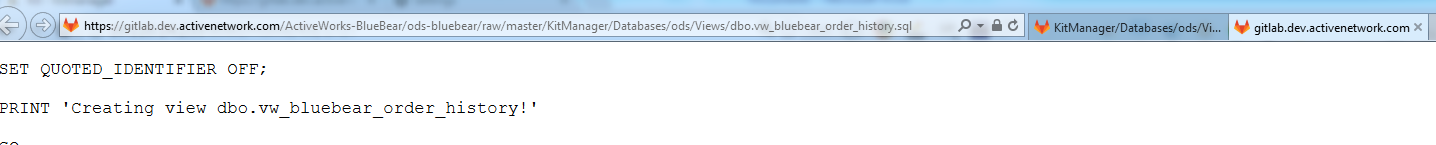 https://gitlab.dev.activenetwork.com/ActiveWorks-BlueBear/ods-bluebear/raw/master/KitManager/Databases/ods/Views/dbo.vw_bluebear_order_history.sql
KitManager/Databases/ods/Vi...
gitlab.dev.activenetwork.com
SET QUOTED_IDENTIFIER OFF;
PRINT 'Creating view dbo.vw_bluebear_order_history!'
GO